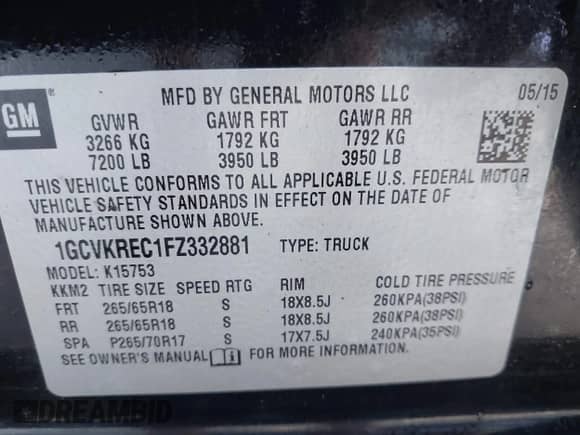 GM
MFD BY GENERAL MOTORS LLC 05/15
GVWR GAWR FRT GAWR RR
3266 KG 1792 KG 1792 KG
7200 LB 3950 LB 3950 LB
THIS VEHICLE CONFORMS TO ALL APPLICABLE U.S. FEDERAL MOTOR
VEHICLE SAFETY STANDARDS IN EFFECT ON THE DATE OF
MANUFACTURE SHOWN ABOVE.
1GCVKREC1FZ332881 TYPE: TRUCK
MODEL: K15753
KKM2 TIRE SIZE SPEED RTG RIM COLD TIRE PRESSURE
FRT 265/65R18 S 18X8.5J 260KPA(38PSI)
RR 265/65R18 S 18X8.5J 260KPA(38PSI)
SPA P265/70R17 S 17X7.5J 240KPA(35PSI)
SEE OWNER'S MANUAL FOR MORE INFORMATION.
DREAMBID